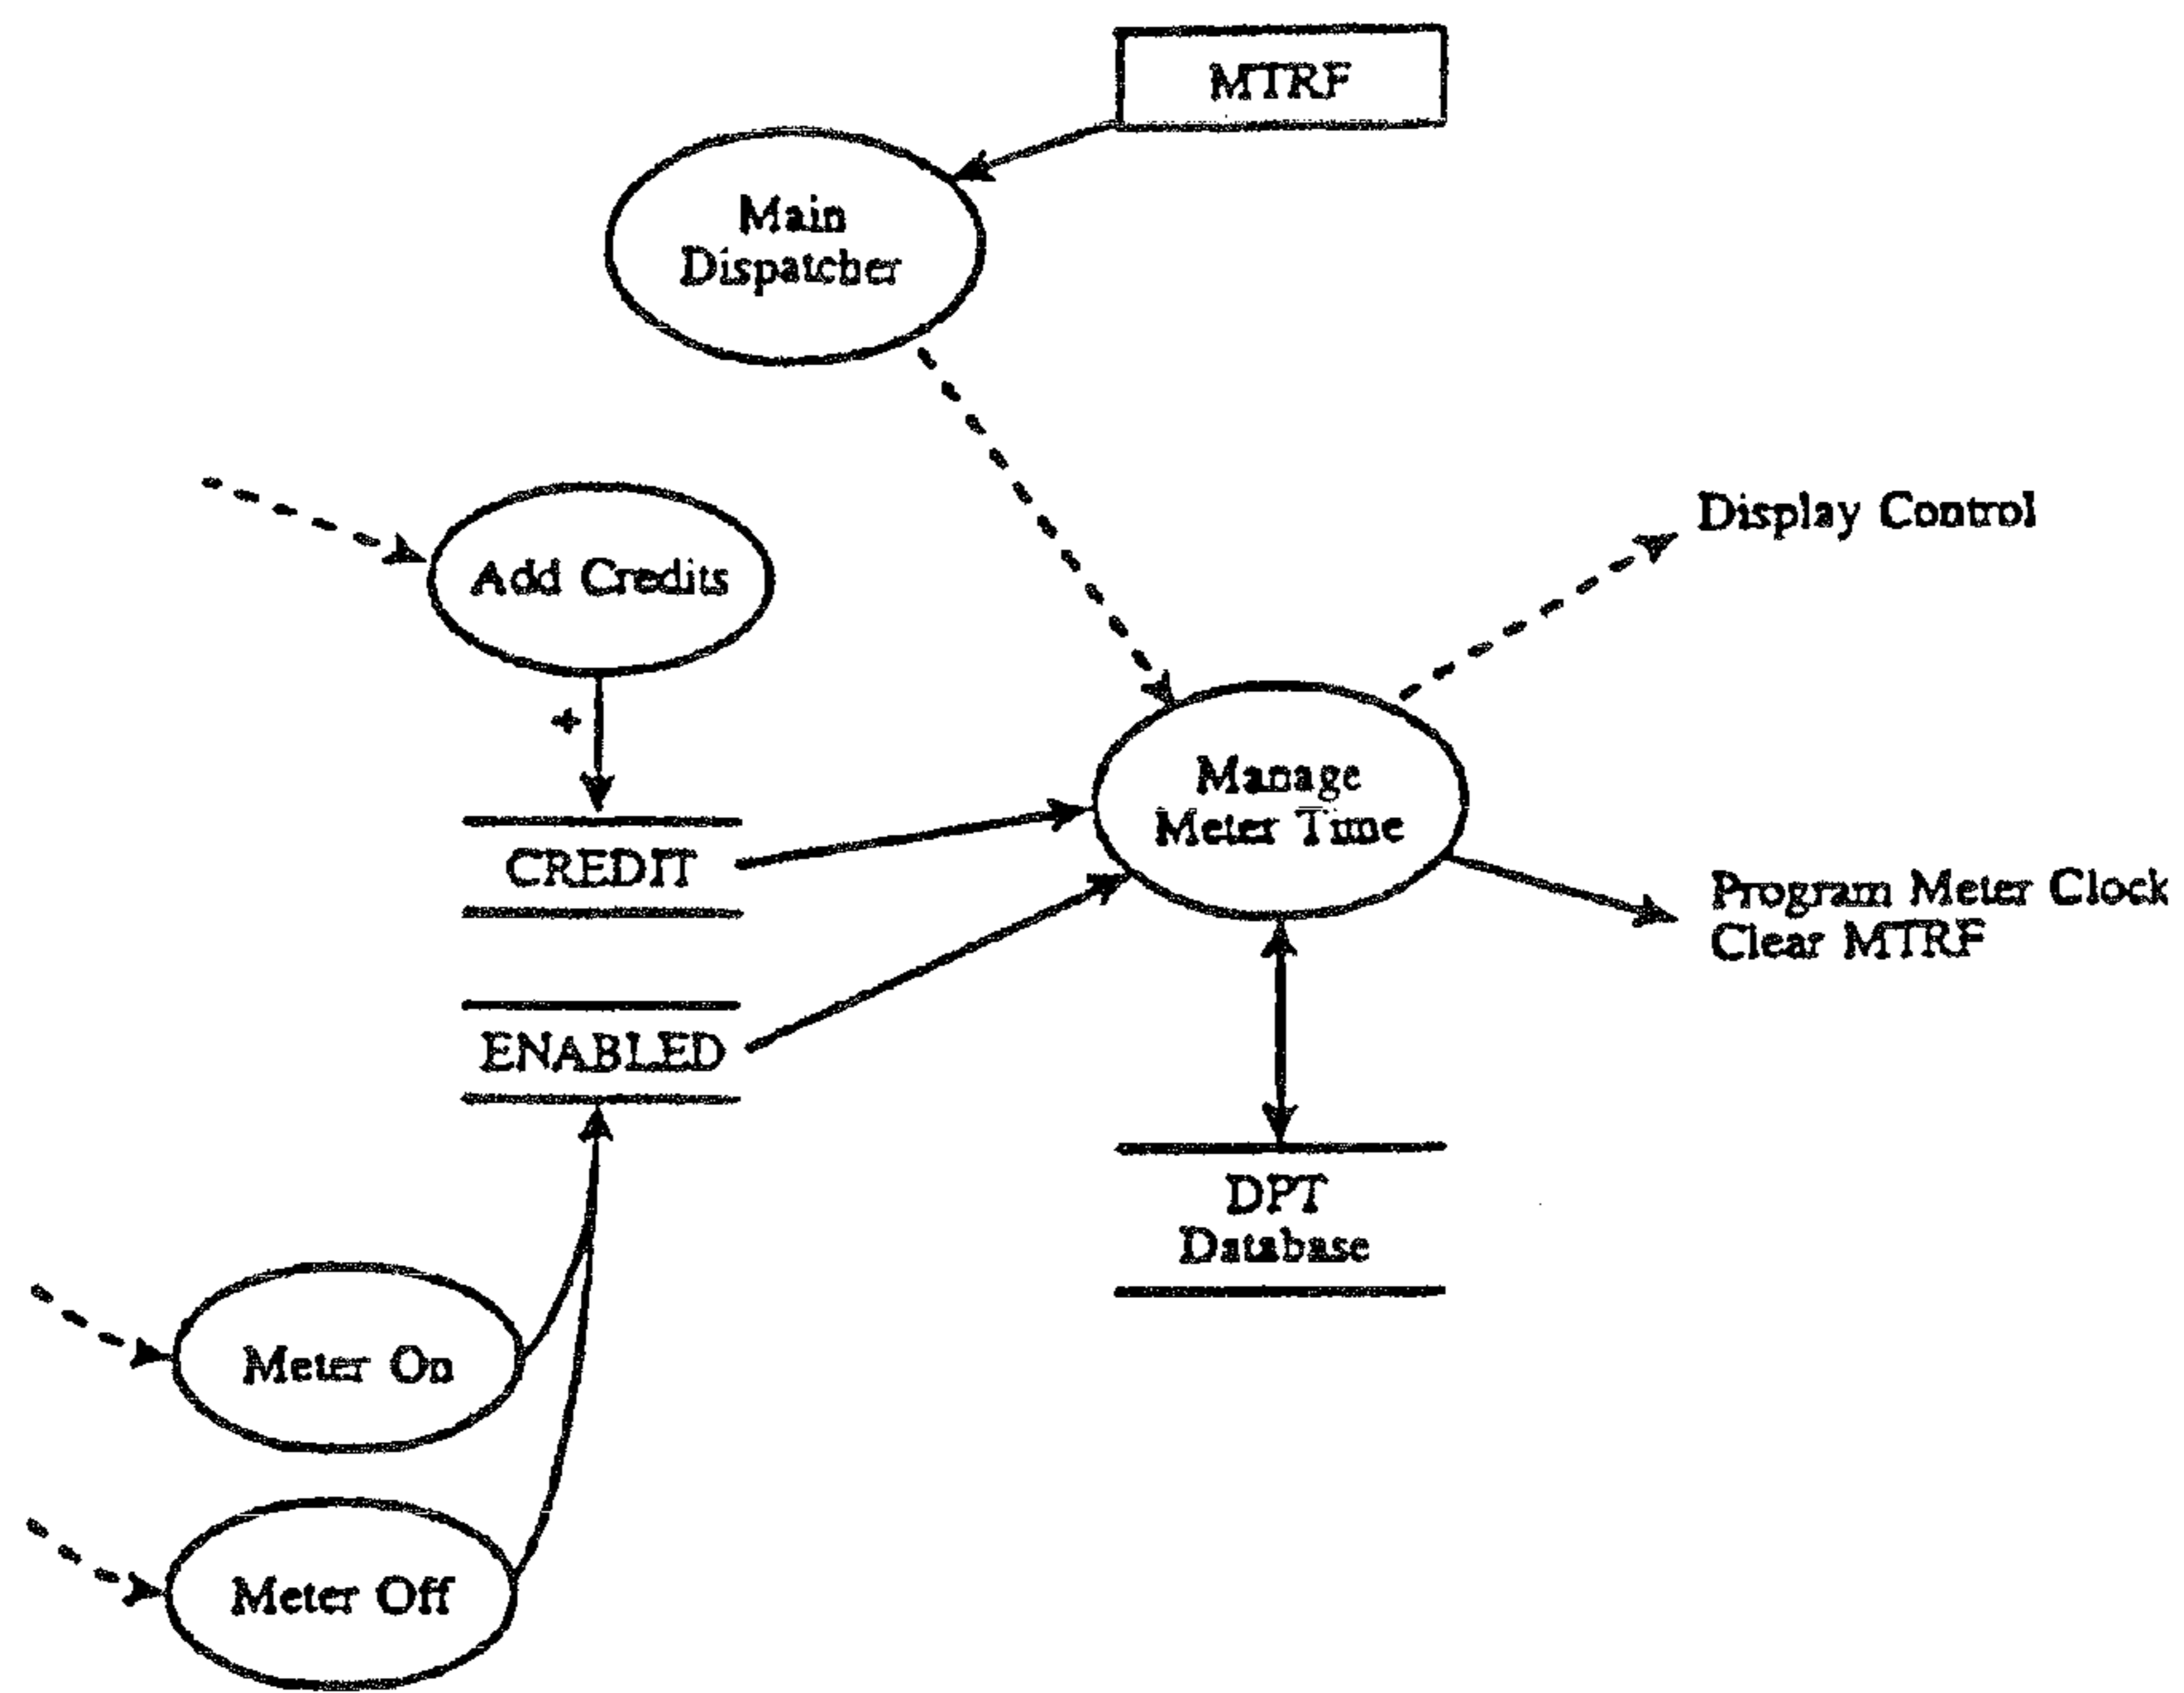 MTRF
Main
Dispatcher
Add Credits
Display Control
+
Manage
Meter Time
CREDIT
Program Meter Clock
Clear MTRF
ENABLED
DPT
Database
Meter On
Meter Off